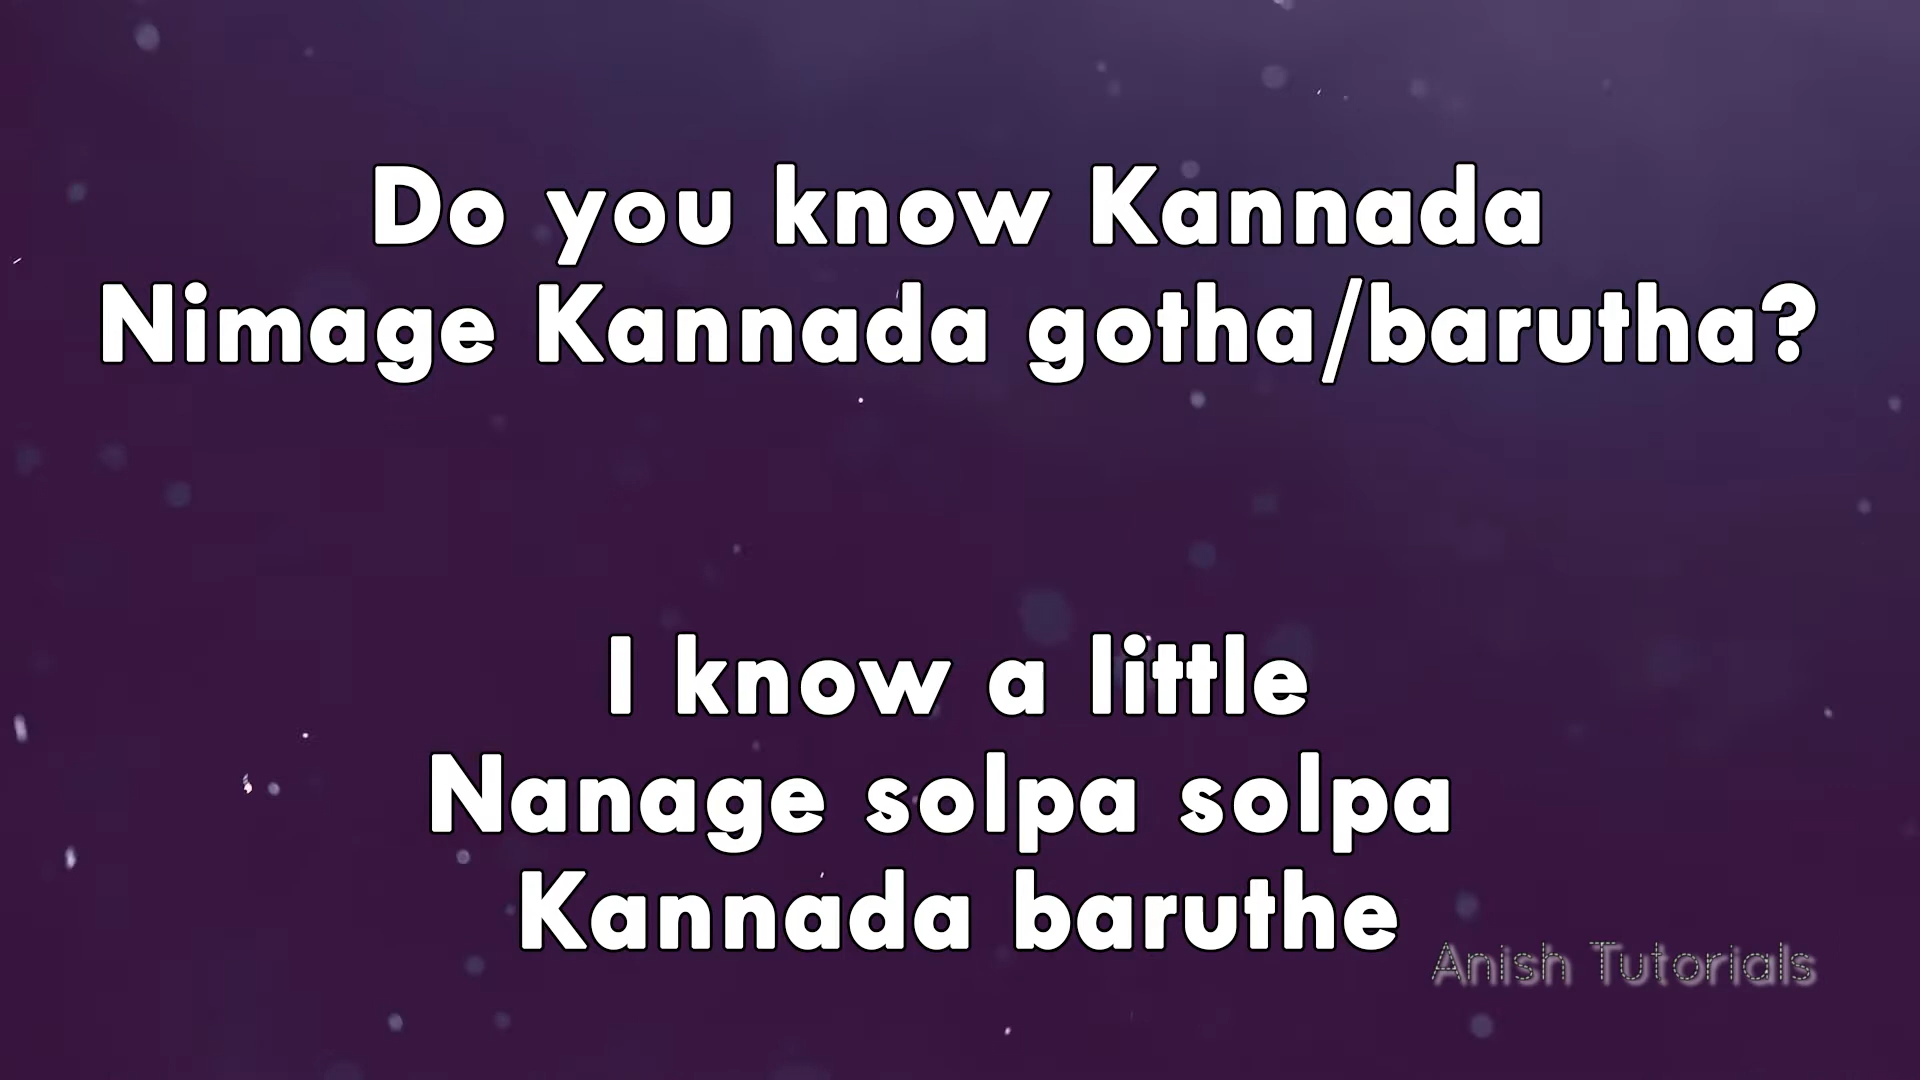 Do you know Kannada
Nimage Kannada gotha/barutha?
I know a little
Nanage solpa solpa
Kannada baruthe
Anish Tutorials